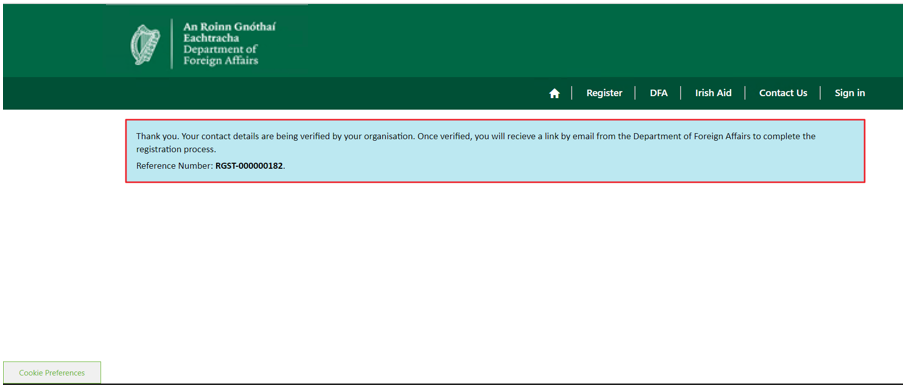 An Roinn Gnóthaí
Eachtracha
Department of
Foreign Affairs
Register
DFA
Irish Aid
Contact Us
Sign in
Thank you. Your contact details are being verified by your organisation. Once verified, you will recieve a link by email from the Department of Foreign Affairs to complete the
registration process.
Reference Number: RGST-000000182.
Cookie Preferences